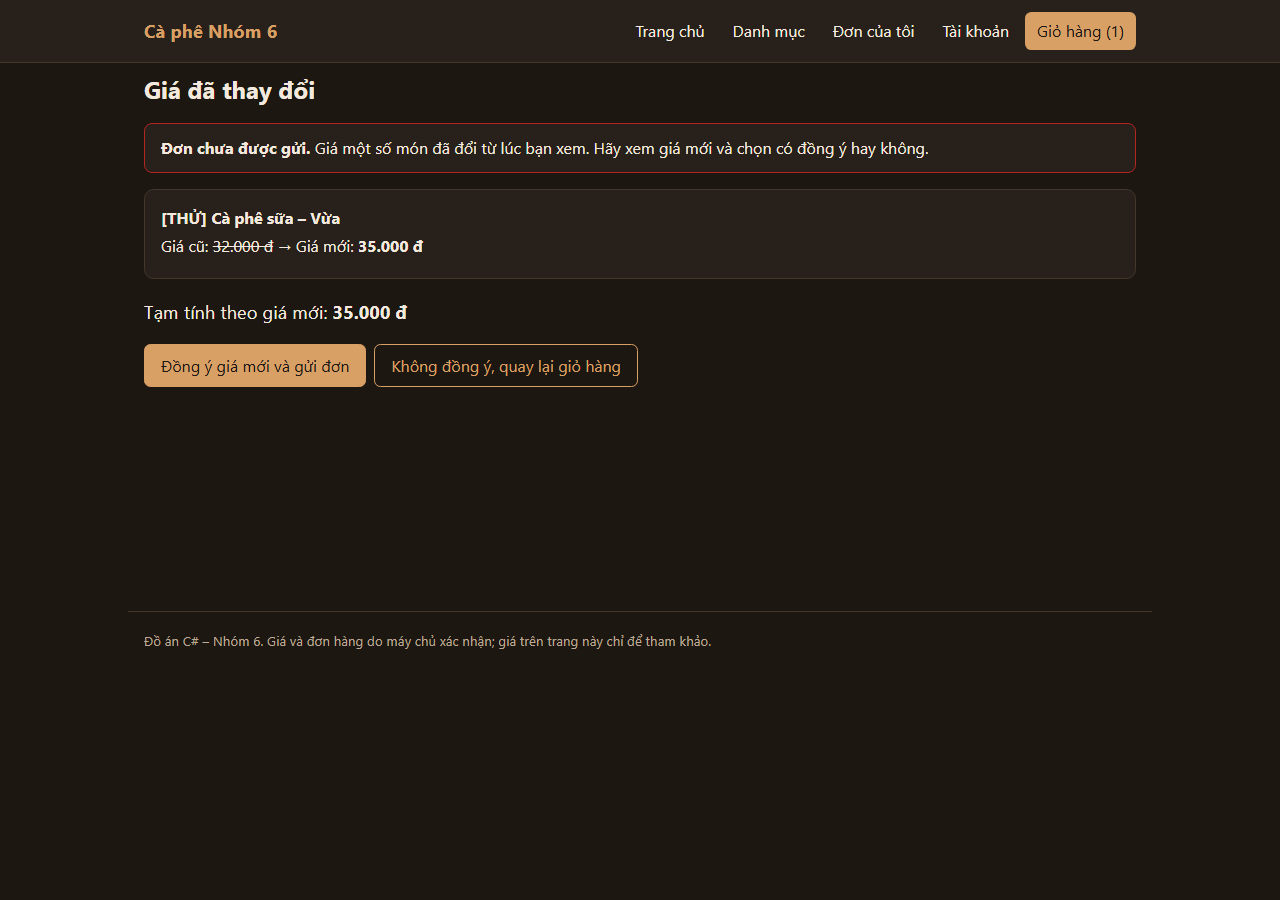 Cà phê Nhóm 6
Trang chủ Danh mục Đơn của tôi Tài khoản Giỏ hàng (1)
Giá đã thay đổi
Đơn chưa được gửi. Giá một số món đã đổi từ lúc bạn xem. Hãy xem giá mới và chọn có đồng ý hay không.
[THỬ] Cà phê sữa – Vừa
Giá cũ: 32.000 đ → Giá mới: 35.000 đ
Tạm tính theo giá mới: 35.000 đ
Đồng ý giá mới và gửi đơn
Không đồng ý, quay lại giỏ hàng
Đồ án C# – Nhóm 6. Giá và đơn hàng do máy chủ xác nhận; giá trên trang này chỉ để tham khảo.